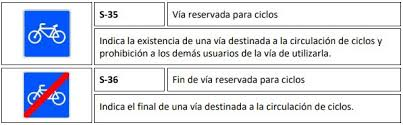 S-35 Vía reservada para ciclos
Indica la existencia de una vía destinada a la circulación de ciclos y
prohibición a los demás usuarios de la vía de utilizarla.
S-36 Fin de vía reservada para ciclos
Indica el final de una vía destinada a la circulación de ciclos.